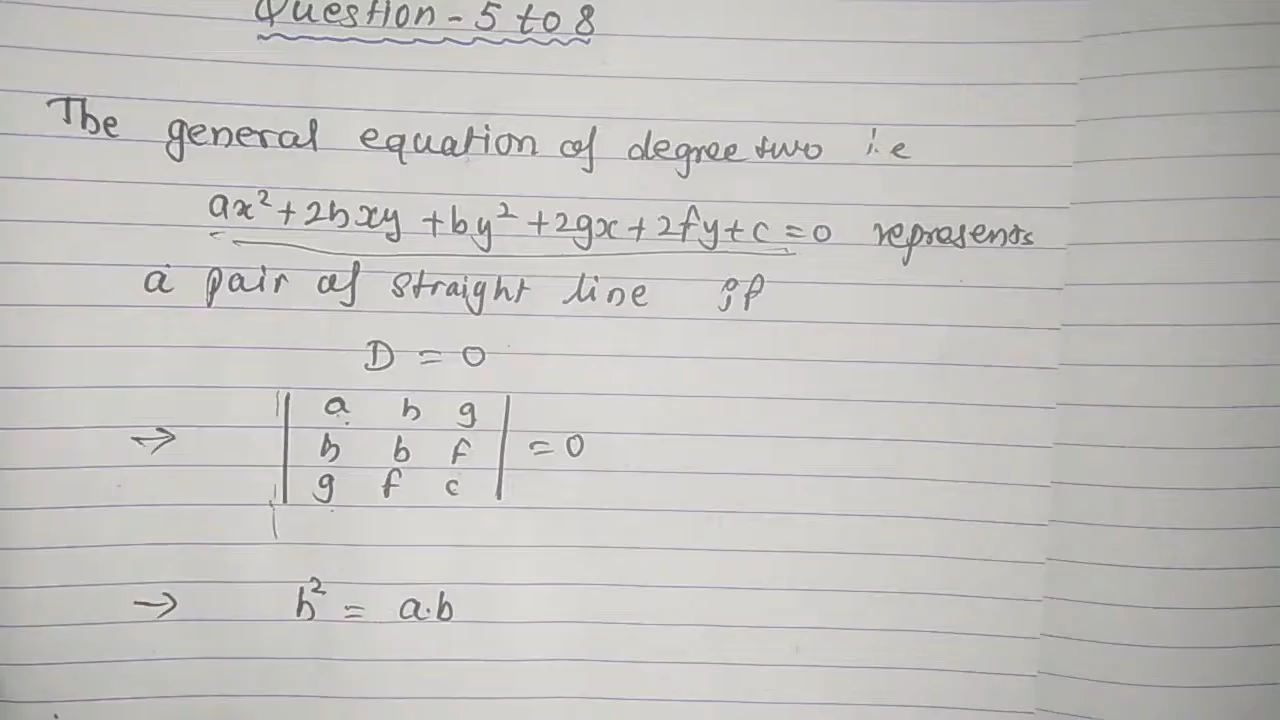 Question - 5 to 8
The general equation of degree two i.e
ax² + 2hxy + by² + 2gx + 2fy + c = 0 represents
a pair of straight line if
D = 0
⇒ | a h g |
| h b f | = 0
| g f c |
→ h² = a.b